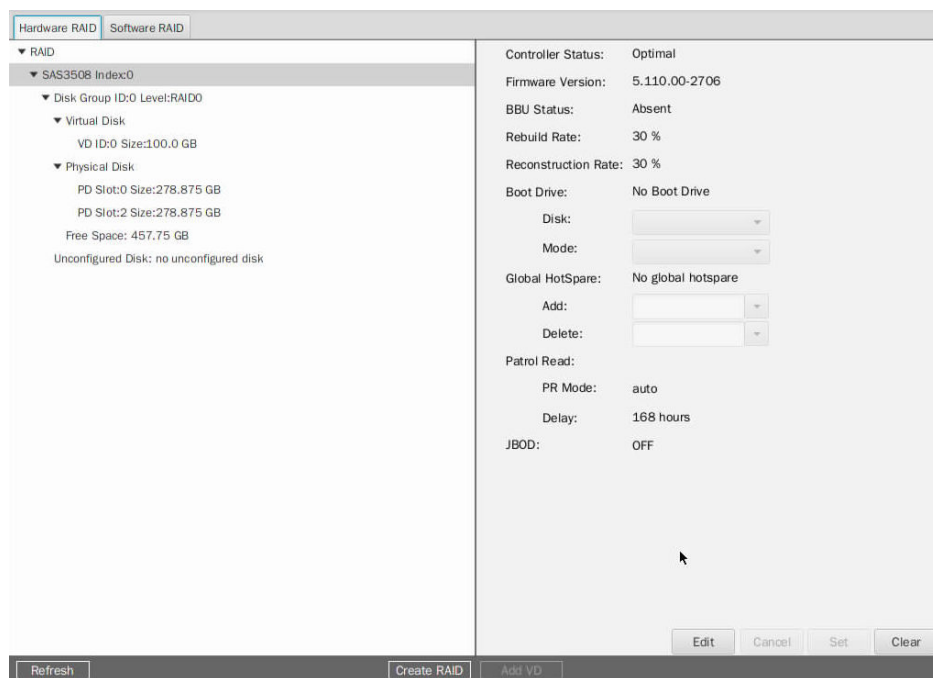 Hardware RAID
Software RAID
RAID
SAS3508 Index:0
Disk Group ID:0 Level:RAID0
Virtual Disk
VD ID:0 Size:100.0 GB
Physical Disk
PD Slot:0 Size:278.875 GB
PD Slot:2 Size:278.875 GB
Free Space: 457.75 GB
Unconfigured Disk: no unconfigured disk
Controller Status: Optimal
Firmware Version: 5.110.00-2706
BBU Status: Absent
Rebuild Rate: 30 %
Reconstruction Rate: 30 %
Boot Drive: No Boot Drive
Disk:
Mode:
Global HotSpare: No global hotspare
Add:
Delete:
Patrol Read:
PR Mode: auto
Delay: 168 hours
JBOD: OFF
Edit Cancel Set Clear
Refresh Create RAID Add VD